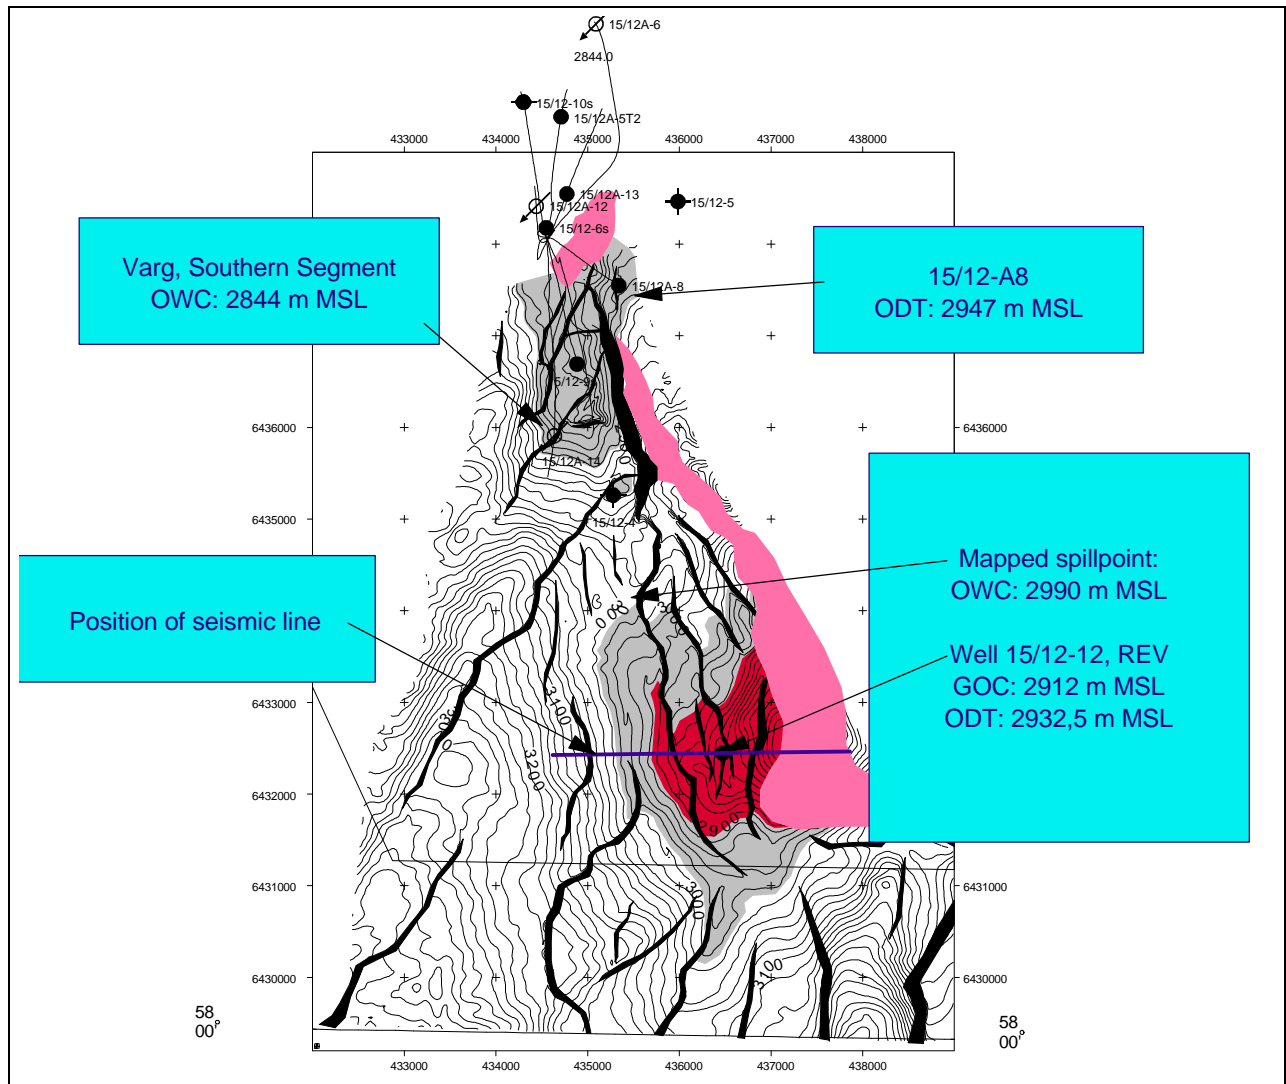 15/12A-6
2844.0
15/12-10s
15/12A-5T2
433000 434000 435000 436000 437000 438000
15/12A-13
15/12A-12
15/12-5
15/12-6s
Varg, Southern Segment
OWC: 2844 m MSL
15/12-A8
ODT: 2947 m MSL
15/12A-8
5/12-9s
6436000
6436000
15/12A-14
6435000
15/12-4
Mapped spillpoint:
OWC: 2990 m MSL
Position of seismic line
Well 15/12-12, REV
GOC: 2912 m MSL
ODT: 2932,5 m MSL
6433000
3100
3200
6432000
2900
6431000
6431000
3000
3100
6430000
6430000
58
00°
58
00°
433000 434000 435000 436000 437000 438000